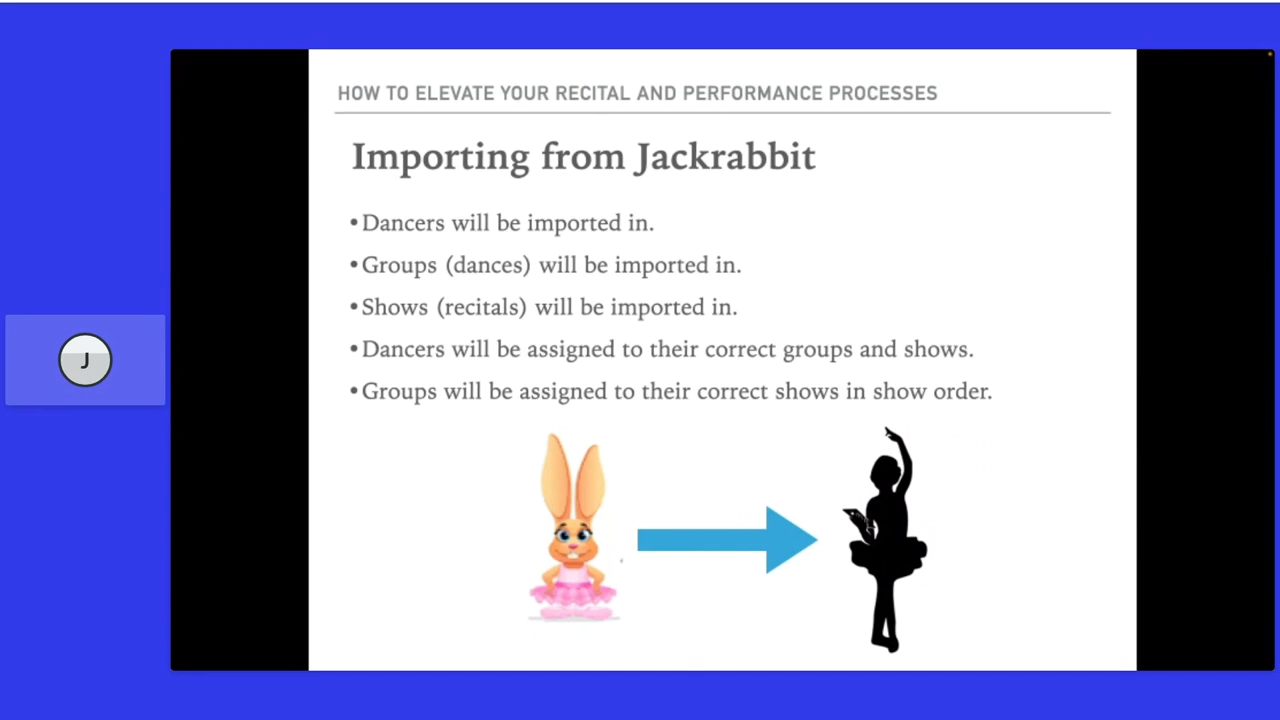 HOW TO ELEVATE YOUR RECITAL AND PERFORMANCE PROCESSES
Importing from Jackrabbit
•Dancers will be imported in.
•Groups (dances) will be imported in.
•Shows (recitals) will be imported in.
•Dancers will be assigned to their correct groups and shows.
J
•Groups will be assigned to their correct shows in show order.